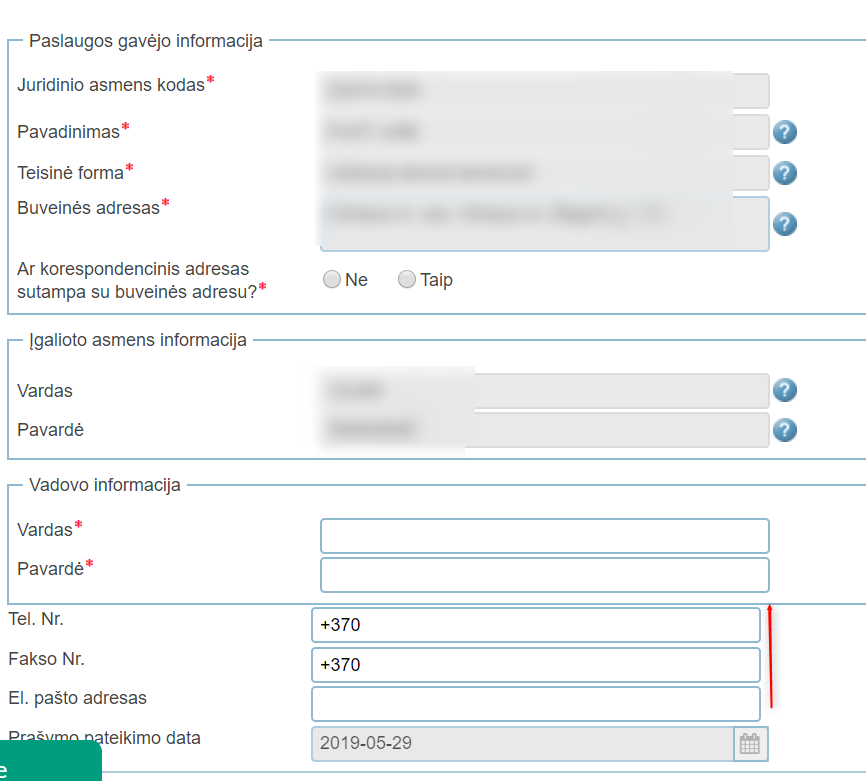 Paslaugos gavėjo informacija
Juridinio asmens kodas*
Pavadinimas*
?
Teisinė forma*
?
Buveinės adresas*
?
Ar korespondencinis adresas
sutampa su buveinės adresu?*
Ne Taip
Įgalioto asmens informacija
Vardas
?
Pavardė
?
Vadovo informacija
Vardas*
Pavardė*
Tel. Nr. +370
Fakso Nr. +370
El. pašto adresas
Prašymo pateikimo data 2019-05-29
e